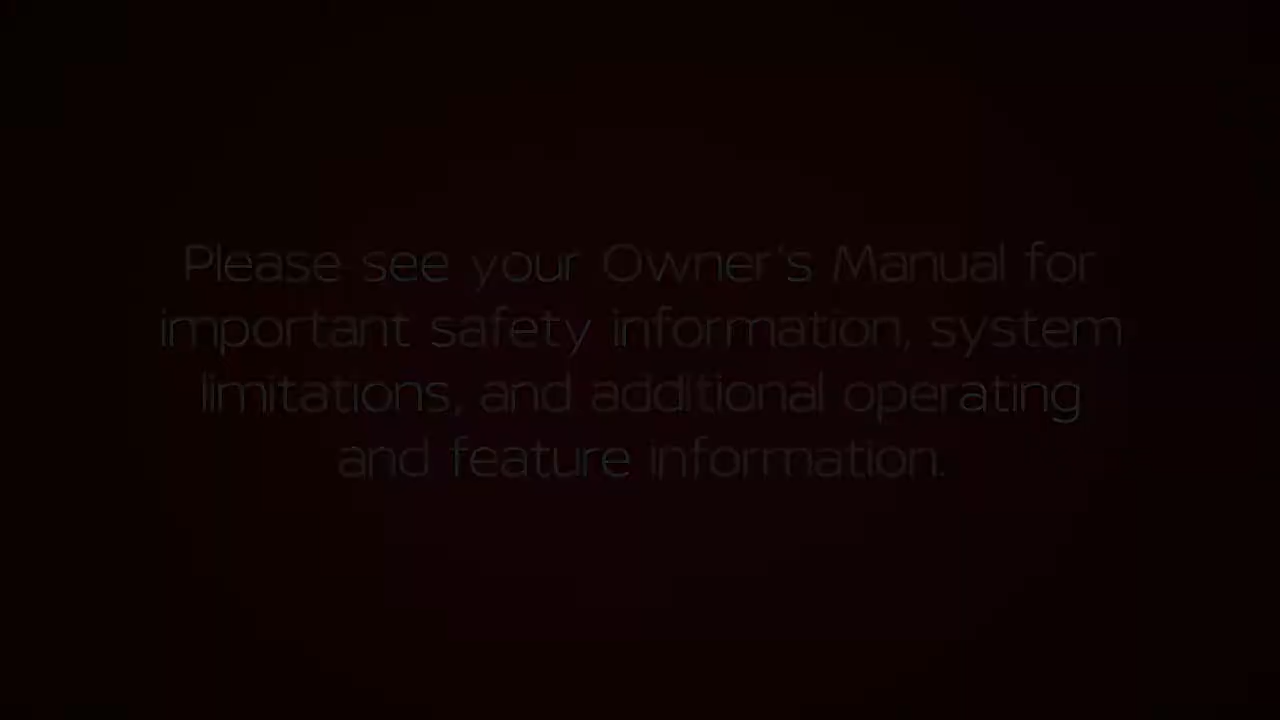 Please see your Owner's Manual for
important safety information, system
limitations, and additional operating
and feature information.